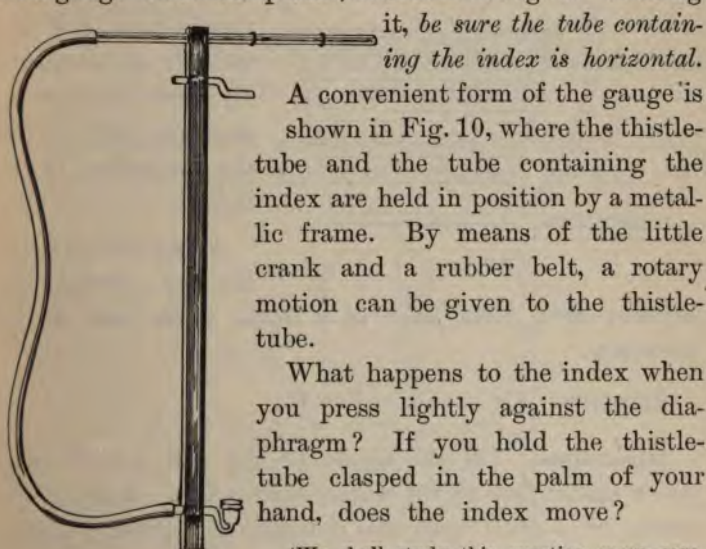 it, be sure the tube contain-
ing the index is horizontal.
A convenient form of the gauge is
shown in Fig. 10, where the thistle-
tube and the tube containing the
index are held in position by a metal-
lic frame. By means of the little
crank and a rubber belt, a rotary
motion can be given to the thistle-
tube.
What happens to the index when
you press lightly against the dia-
phragm? If you hold the thistle-
tube clasped in the palm of your
hand, does the index move?